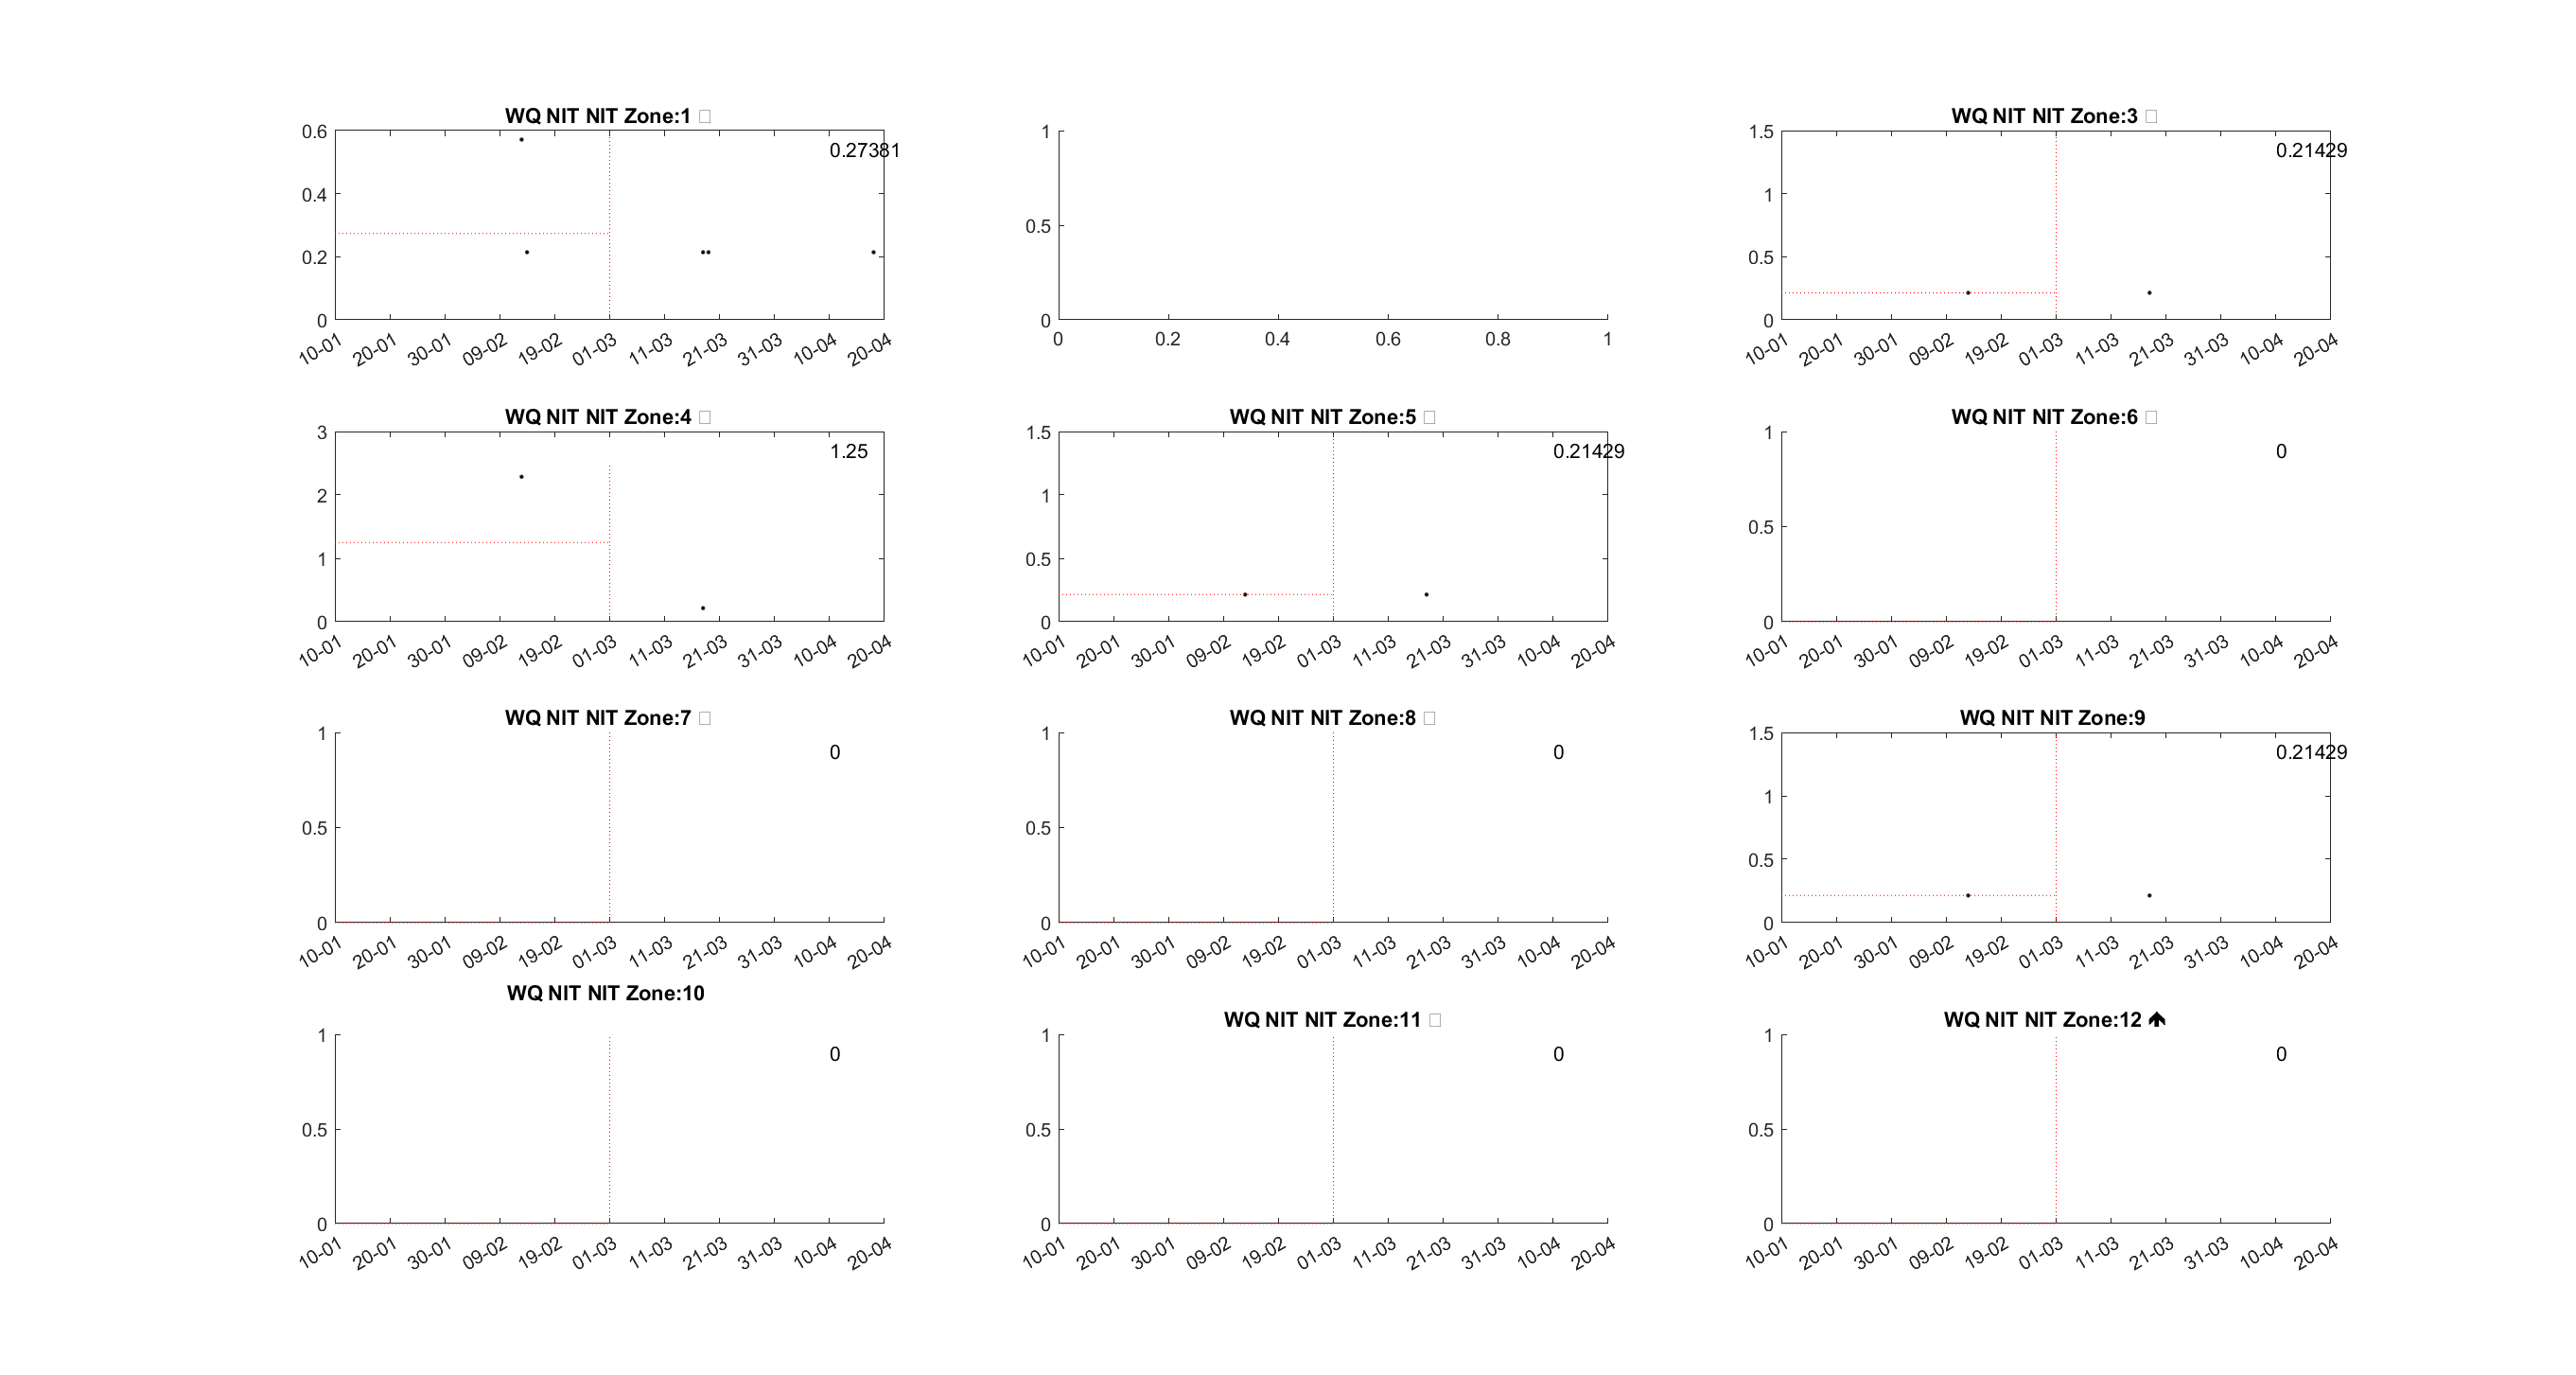 WQ NIT NIT Zone:1 □
0.6
0.4
0.2
0
0.27381
10-01 20-01 30-01 09-02 19-02 01-03 11-03 21-03 31-03 10-04 20-04
1
0.5
0
0 0.2 0.4 0.6 0.8 1
WQ NIT NIT Zone:3 □
1.5
1
0.5
0
0.21429
10-01 20-01 30-01 09-02 19-02 01-03 11-03 21-03 31-03 10-04 20-04
WQ NIT NIT Zone:4 □
3
2
1
0
1.25
10-01 20-01 30-01 09-02 19-02 01-03 11-03 21-03 31-03 10-04 20-04
WQ NIT NIT Zone:5 □
1.5
1
0.5
0
0.21429
10-01 20-01 30-01 09-02 19-02 01-03 11-03 21-03 31-03 10-04 20-04
WQ NIT NIT Zone:6 □
1
0.5
0
0
10-01 20-01 30-01 09-02 19-02 01-03 11-03 21-03 31-03 10-04 20-04
WQ NIT NIT Zone:7 □
1
0.5
0
0
10-01 20-01 30-01 09-02 19-02 01-03 11-03 21-03 31-03 10-04 20-04
WQ NIT NIT Zone:8 □
1
0.5
0
0
10-01 20-01 30-01 09-02 19-02 01-03 11-03 21-03 31-03 10-04 20-04
WQ NIT NIT Zone:9
1.5
1
0.5
0
0.21429
10-01 20-01 30-01 09-02 19-02 01-03 11-03 21-03 31-03 10-04 20-04
WQ NIT NIT Zone:10
1
0.5
0
0
10-01 20-01 30-01 09-02 19-02 01-03 11-03 21-03 31-03 10-04 20-04
WQ NIT NIT Zone:11 □
1
0.5
0
0
10-01 20-01 30-01 09-02 19-02 01-03 11-03 21-03 31-03 10-04 20-04
WQ NIT NIT Zone:12 🡹
1
0.5
0
0
10-01 20-01 30-01 09-02 19-02 01-03 11-03 21-03 31-03 10-04 20-04